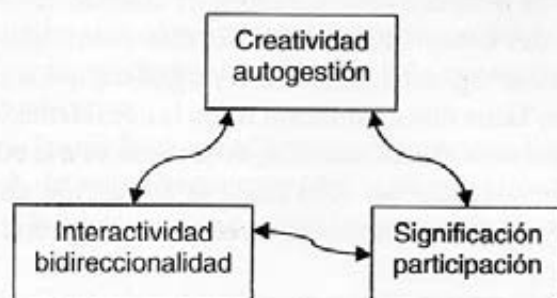 Creatividad
autogestión
Interactividad
bidireccionalidad
Significación
participación